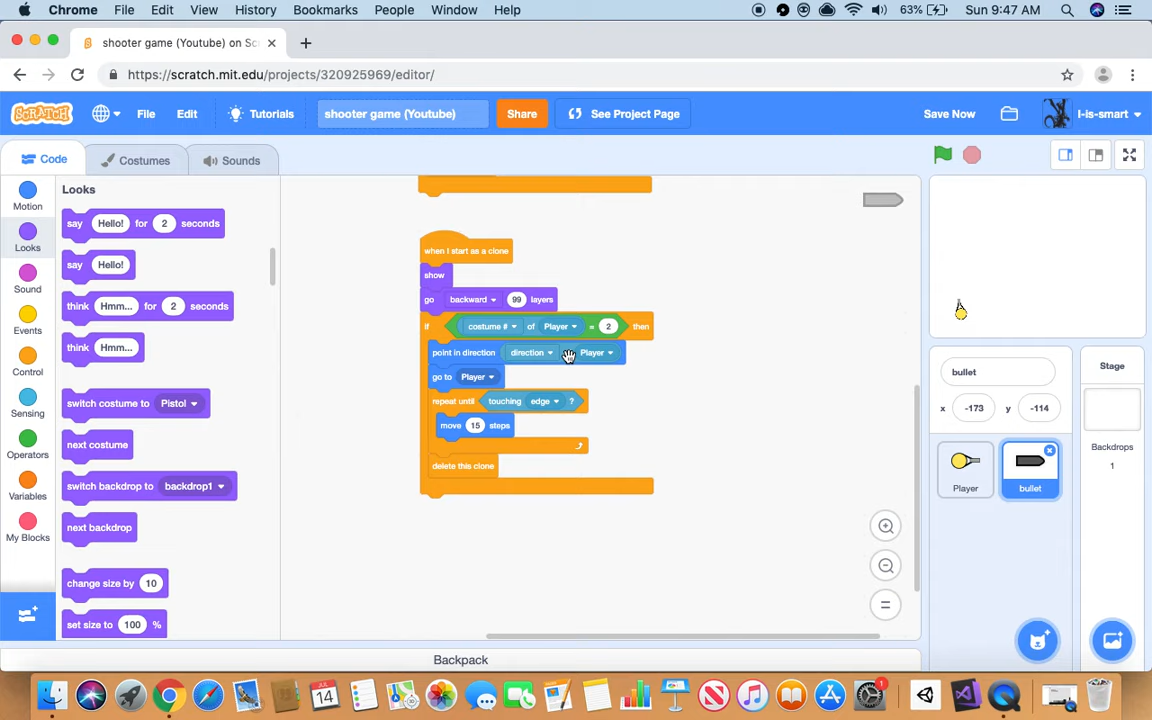 Chrome File Edit View History Bookmarks People Window Help 63% Sun 9:47 AM
shooter game (Youtube) on Sc
https://scratch.mit.edu/projects/320925969/editor/
SCRATCH File Edit Tutorials shooter game (Youtube) Share See Project Page Save Now I-is-smart
Code Costumes Sounds
Motion
Looks
Sound
Events
Control
Sensing
Operators
Variables
My Blocks
Looks
say Hello! for 2 seconds
say Hello!
think Hmm... for 2 seconds
think Hmm...
switch costume to Pistol
next costume
switch backdrop to backdrop1
next backdrop
change size by 10
set size to 100 %
when I start as a clone
show
go backward 99 layers
if costume # of Player = 2 then
point in direction direction Player
go to Player
repeat until touching edge ?
move 15 steps
delete this clone
bullet
x -173 y -114
Player
bullet
Stage
Backdrops
1
Backpack
14
1